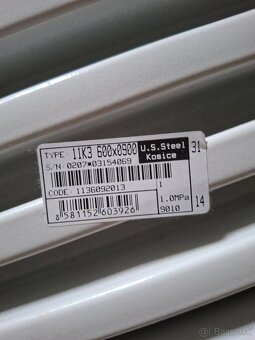 TYPE: 11K3 600x0900
S/N: 0207*03154069
U.S.Steel
Kosice
31
CODE: 1136092013
1
8 581152 603926
1.0MPa
9010
14